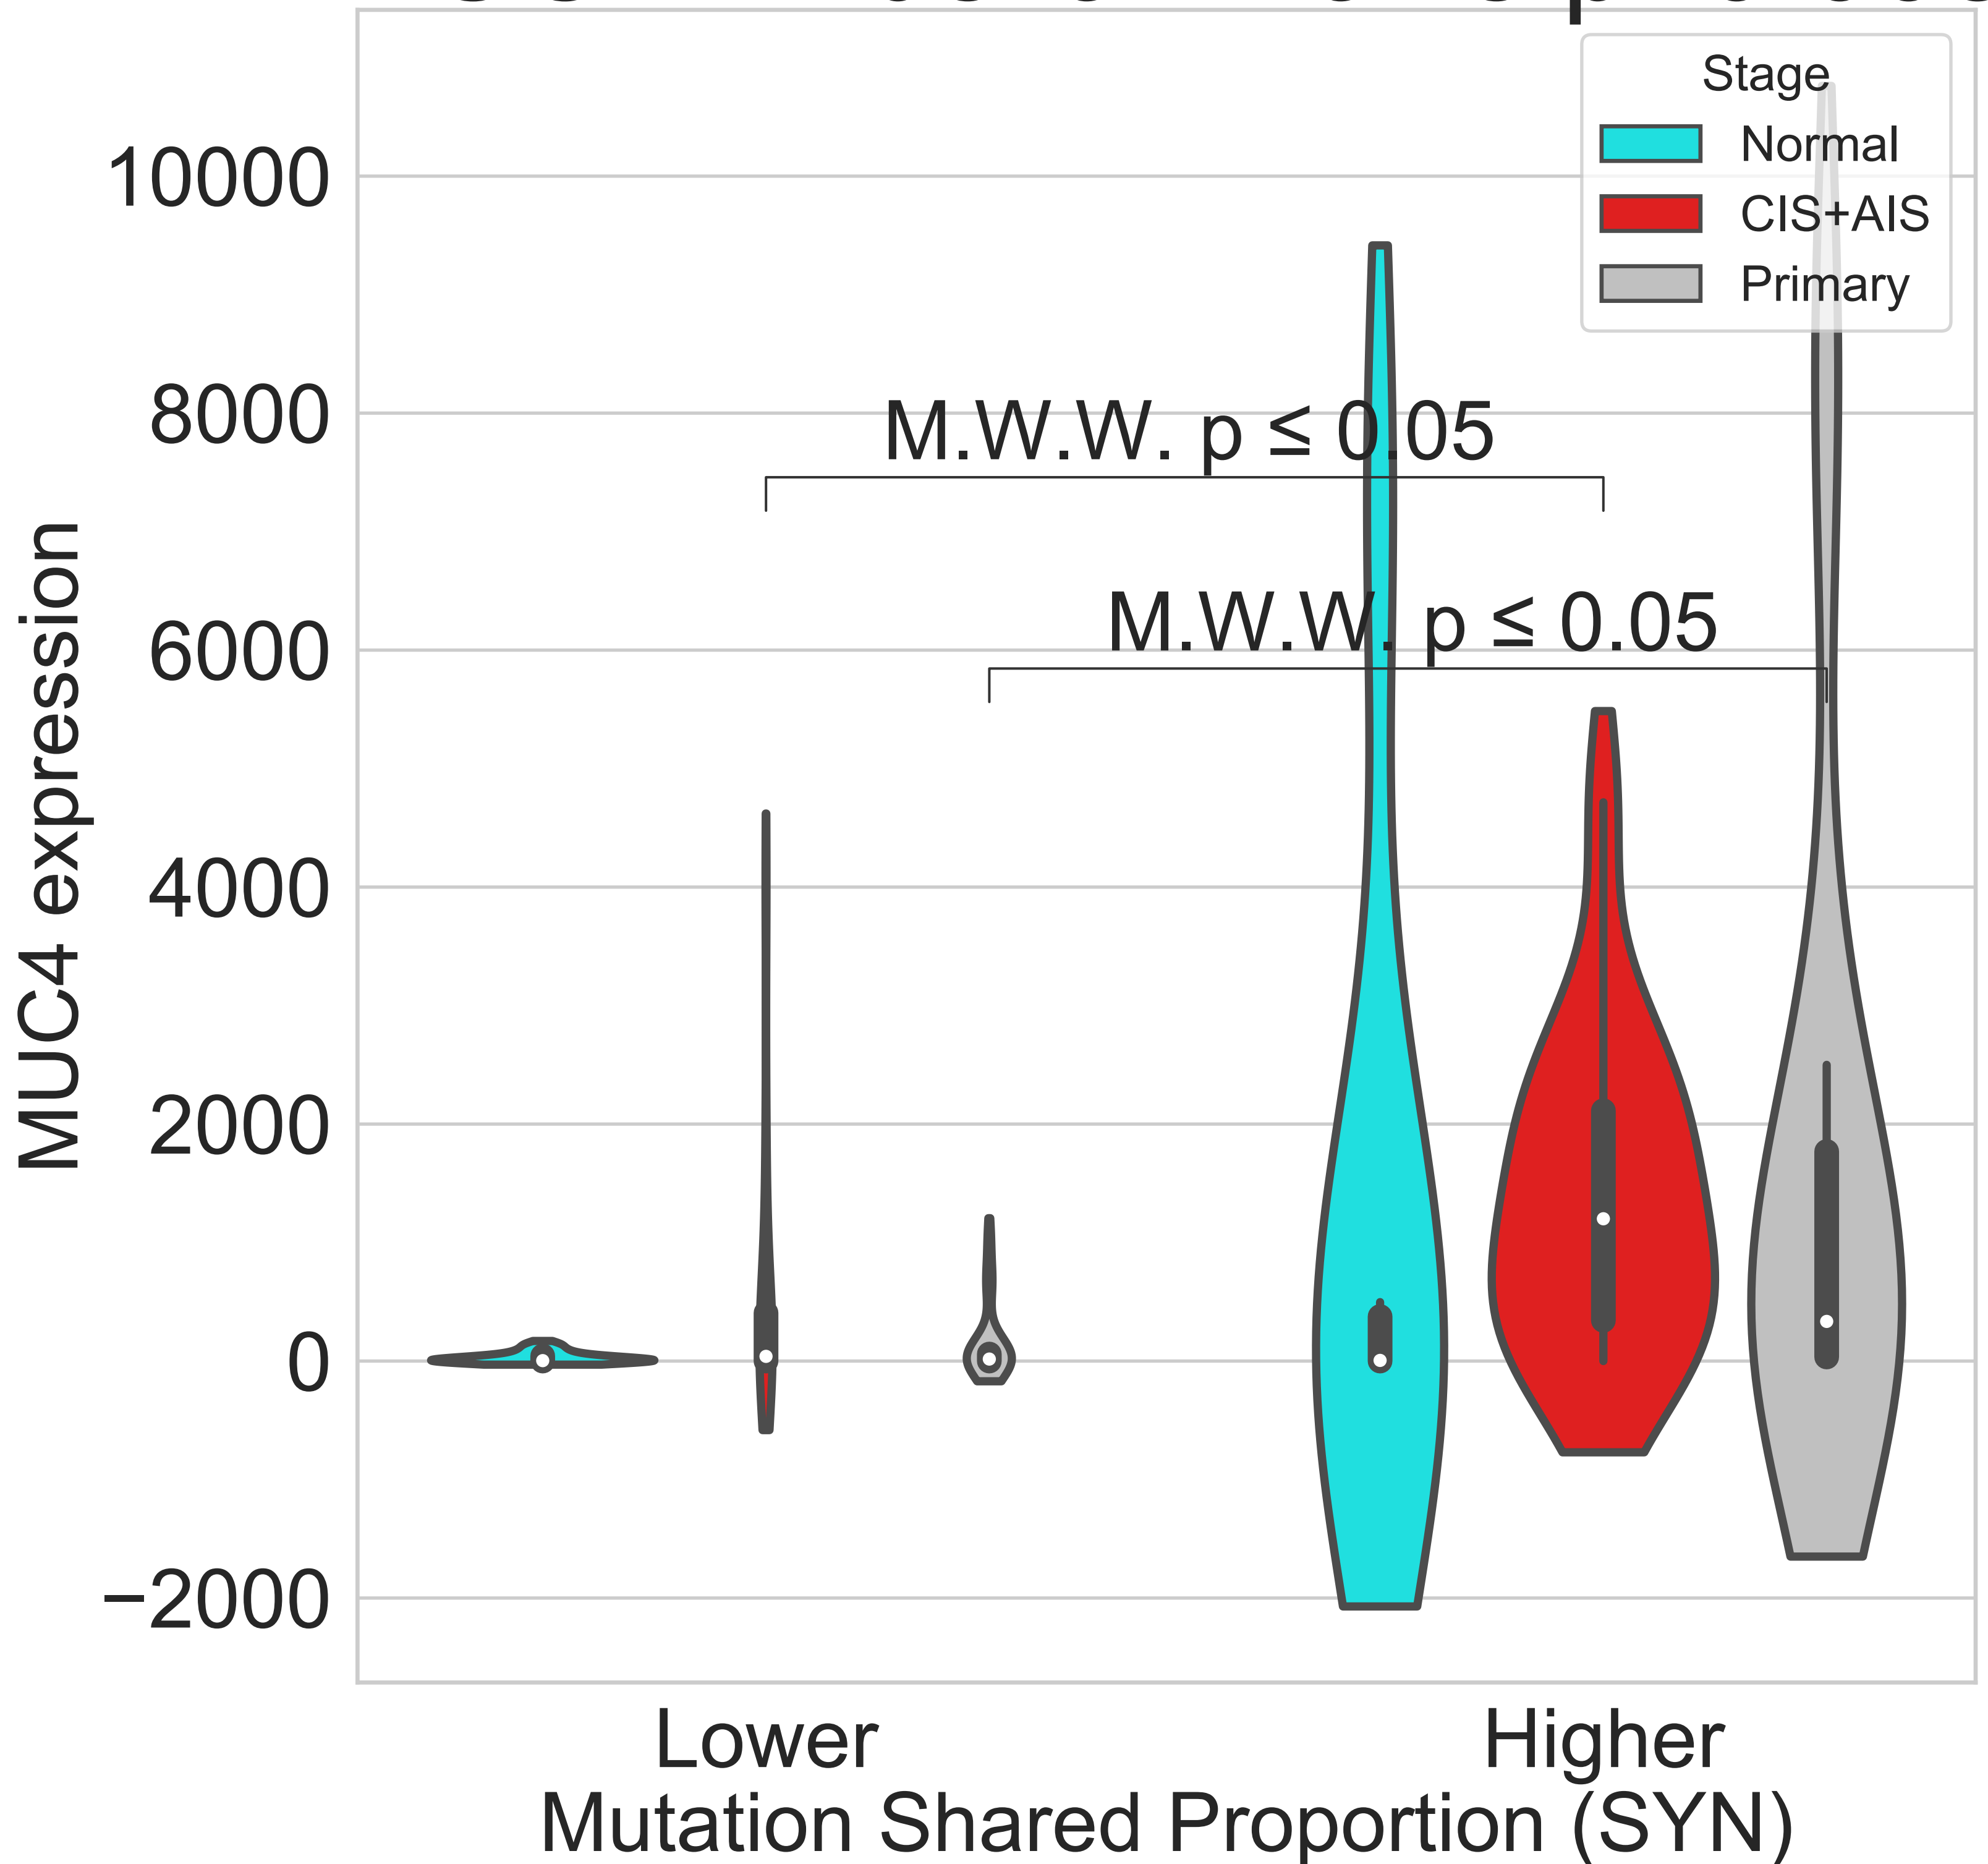 Stage
Normal
CIS+AIS
Primary
10000
8000
6000
4000
2000
0
−2000
MUC4 expression
M.W.W. p ≤ 0.05
M.W.W. p ≤ 0.05
Lower
Higher
Mutation Shared Proportion (SYN)